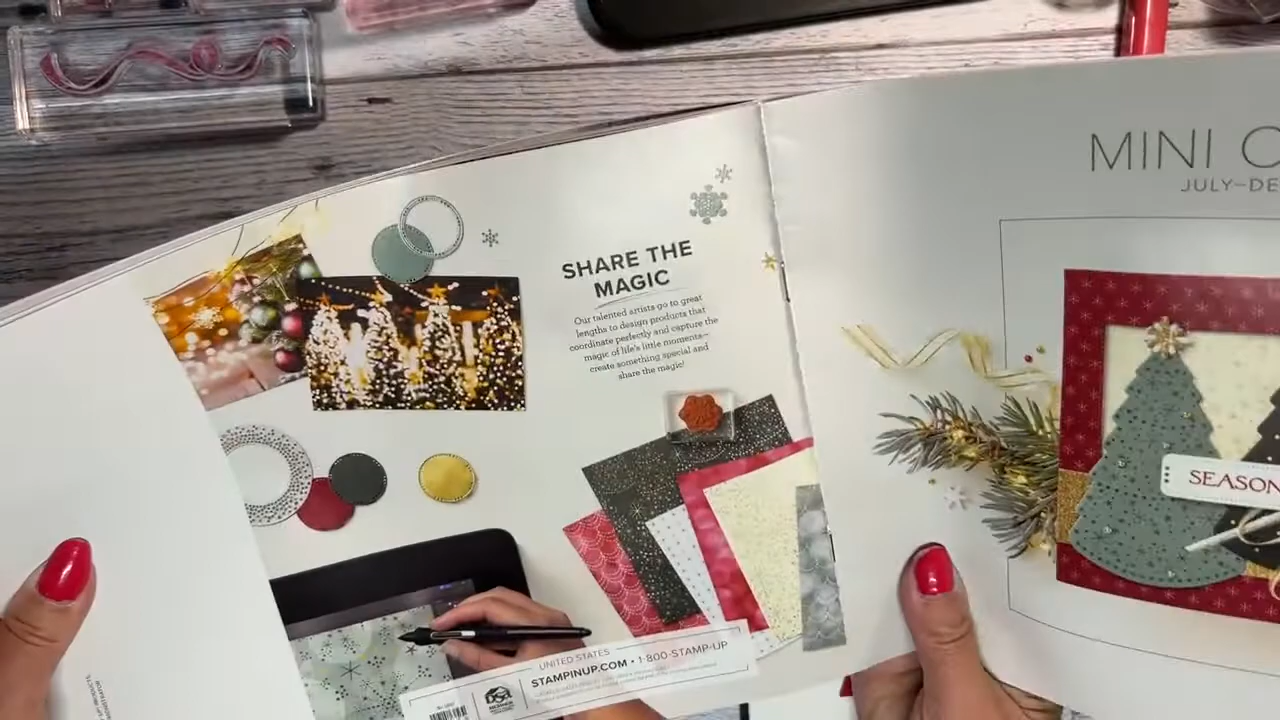 SHARE THE
MAGIC
Our talented artists go to great
lengths to design products that
coordinate perfectly and capture the
magic of life's little moments—
create something special and
share the magic!
MINI
JULY–DE
SEASON
UNITED STATES
STAMPINUP.COM • 1-800-STAMP-UP